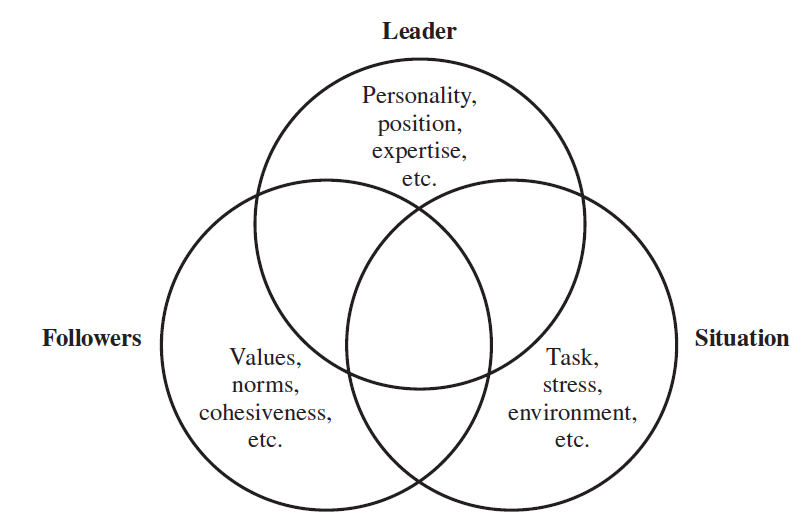 Leader
Personality,
position,
expertise,
etc.
Followers
Situation
Values,
norms,
cohesiveness,
etc.
Task,
stress,
environment,
etc.